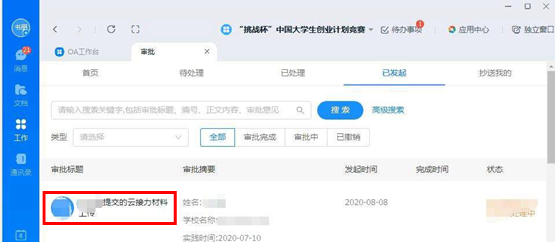 书丽
"挑战杯"中国大学生创业计划竞赛 待办事项 1 应用中心 独立窗口
OA工作台 审批
21
消息
文档
工作
通讯录
首页 待处理 已处理 已发起 抄送我的
请输入搜索关键字,包括审批标题、编号、正文内容、审批意见 搜索 高级搜索
类型 请选择 全部 审批完成 审批中 已撤销
审批标题 审批摘要 发起时间 完成时间 状态
提交的云接力材料
上传
姓名:
学校名称:
实践时间:2020-07-10
2020-08-08
处理中